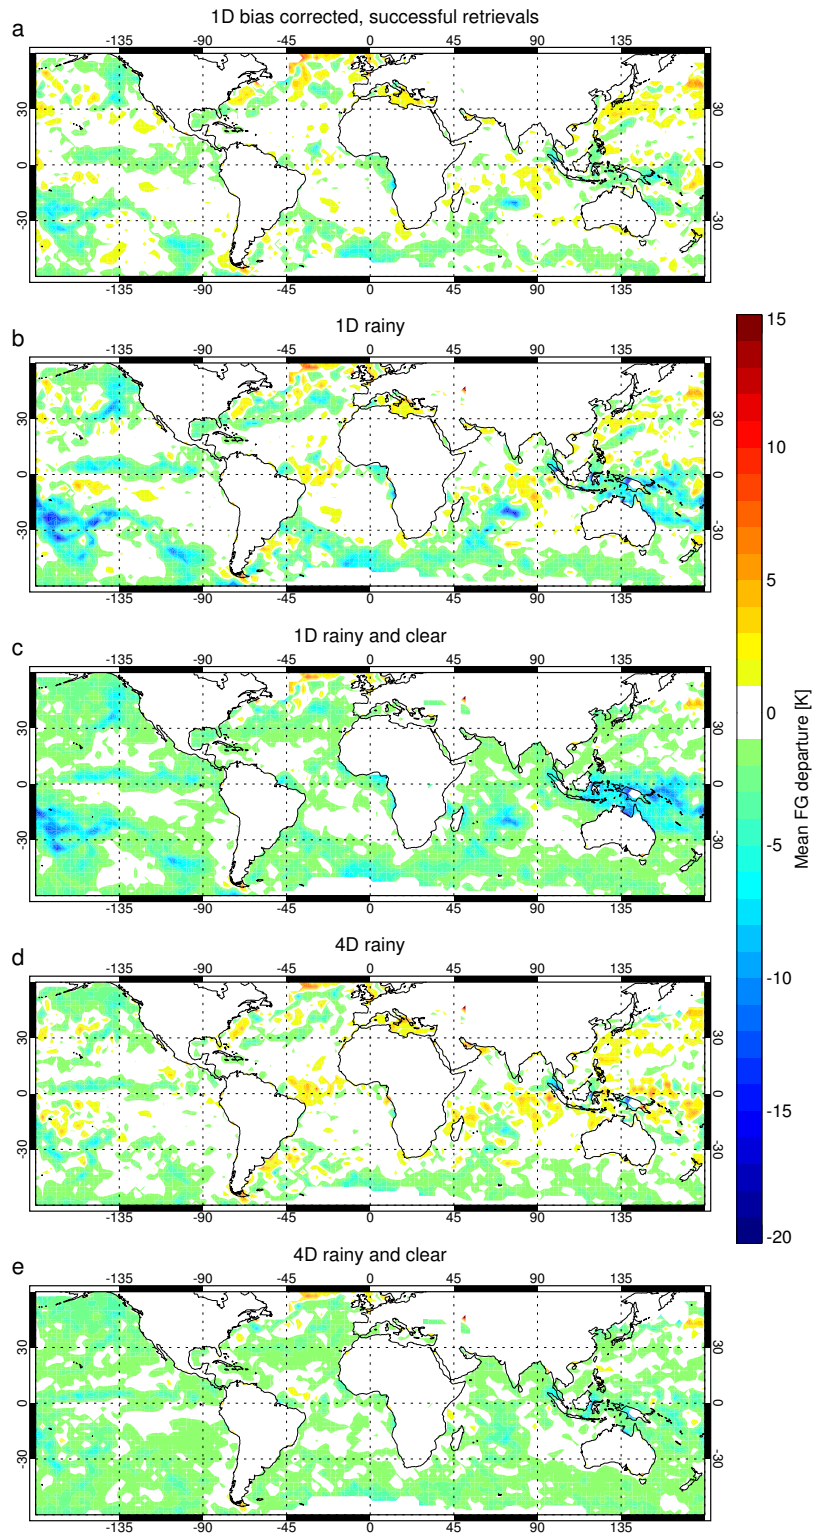 1D bias corrected, successful retrievals
a
-135 -90 -45 0 45 90 135
30 30
0 0
-30 -30
-135 -90 -45 0 45 90 135
1D rainy
b
-135 -90 -45 0 45 90 135
30 30
0 0
-30 -30
-135 -90 -45 0 45 90 135
1D rainy and clear
c
-135 -90 -45 0 45 90 135
30 30
0 0
-30 -30
-135 -90 -45 0 45 90 135
4D rainy
d
-135 -90 -45 0 45 90 135
30 30
0 0
-30 -30
-135 -90 -45 0 45 90 135
4D rainy and clear
e
-135 -90 -45 0 45 90 135
30 30
0 0
-30 -30
-135 -90 -45 0 45 90 135
15
10
5
0
-5
-10
-15
-20
Mean FG departure [K]